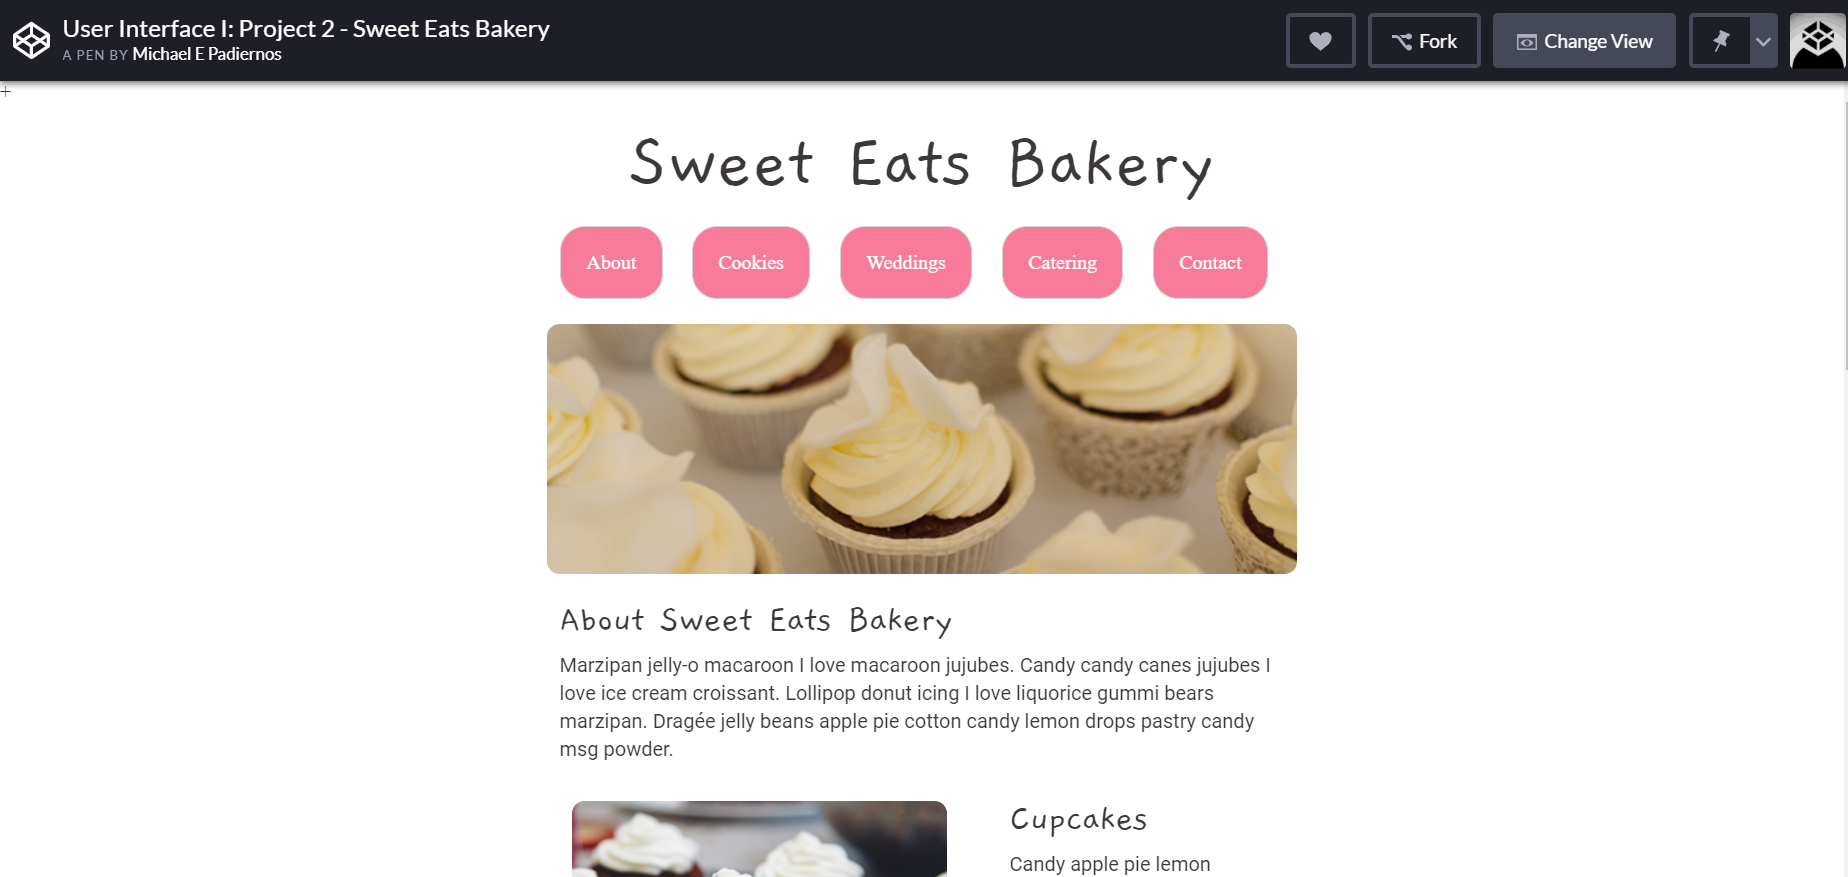 User Interface I: Project 2 - Sweet Eats Bakery
A PEN BY Michael E Padiernos
Fork
Change View
+
Sweet Eats Bakery
About
Cookies
Weddings
Catering
Contact
About Sweet Eats Bakery
Marzipan jelly-o macaroon I love macaroon jujubes. Candy candy canes jujubes I
love ice cream croissant. Lollipop donut icing I love liquorice gummi bears
marzipan. Dragée jelly beans apple pie cotton candy lemon drops pastry candy
msg powder.
Cupcakes
Candy apple pie lemon